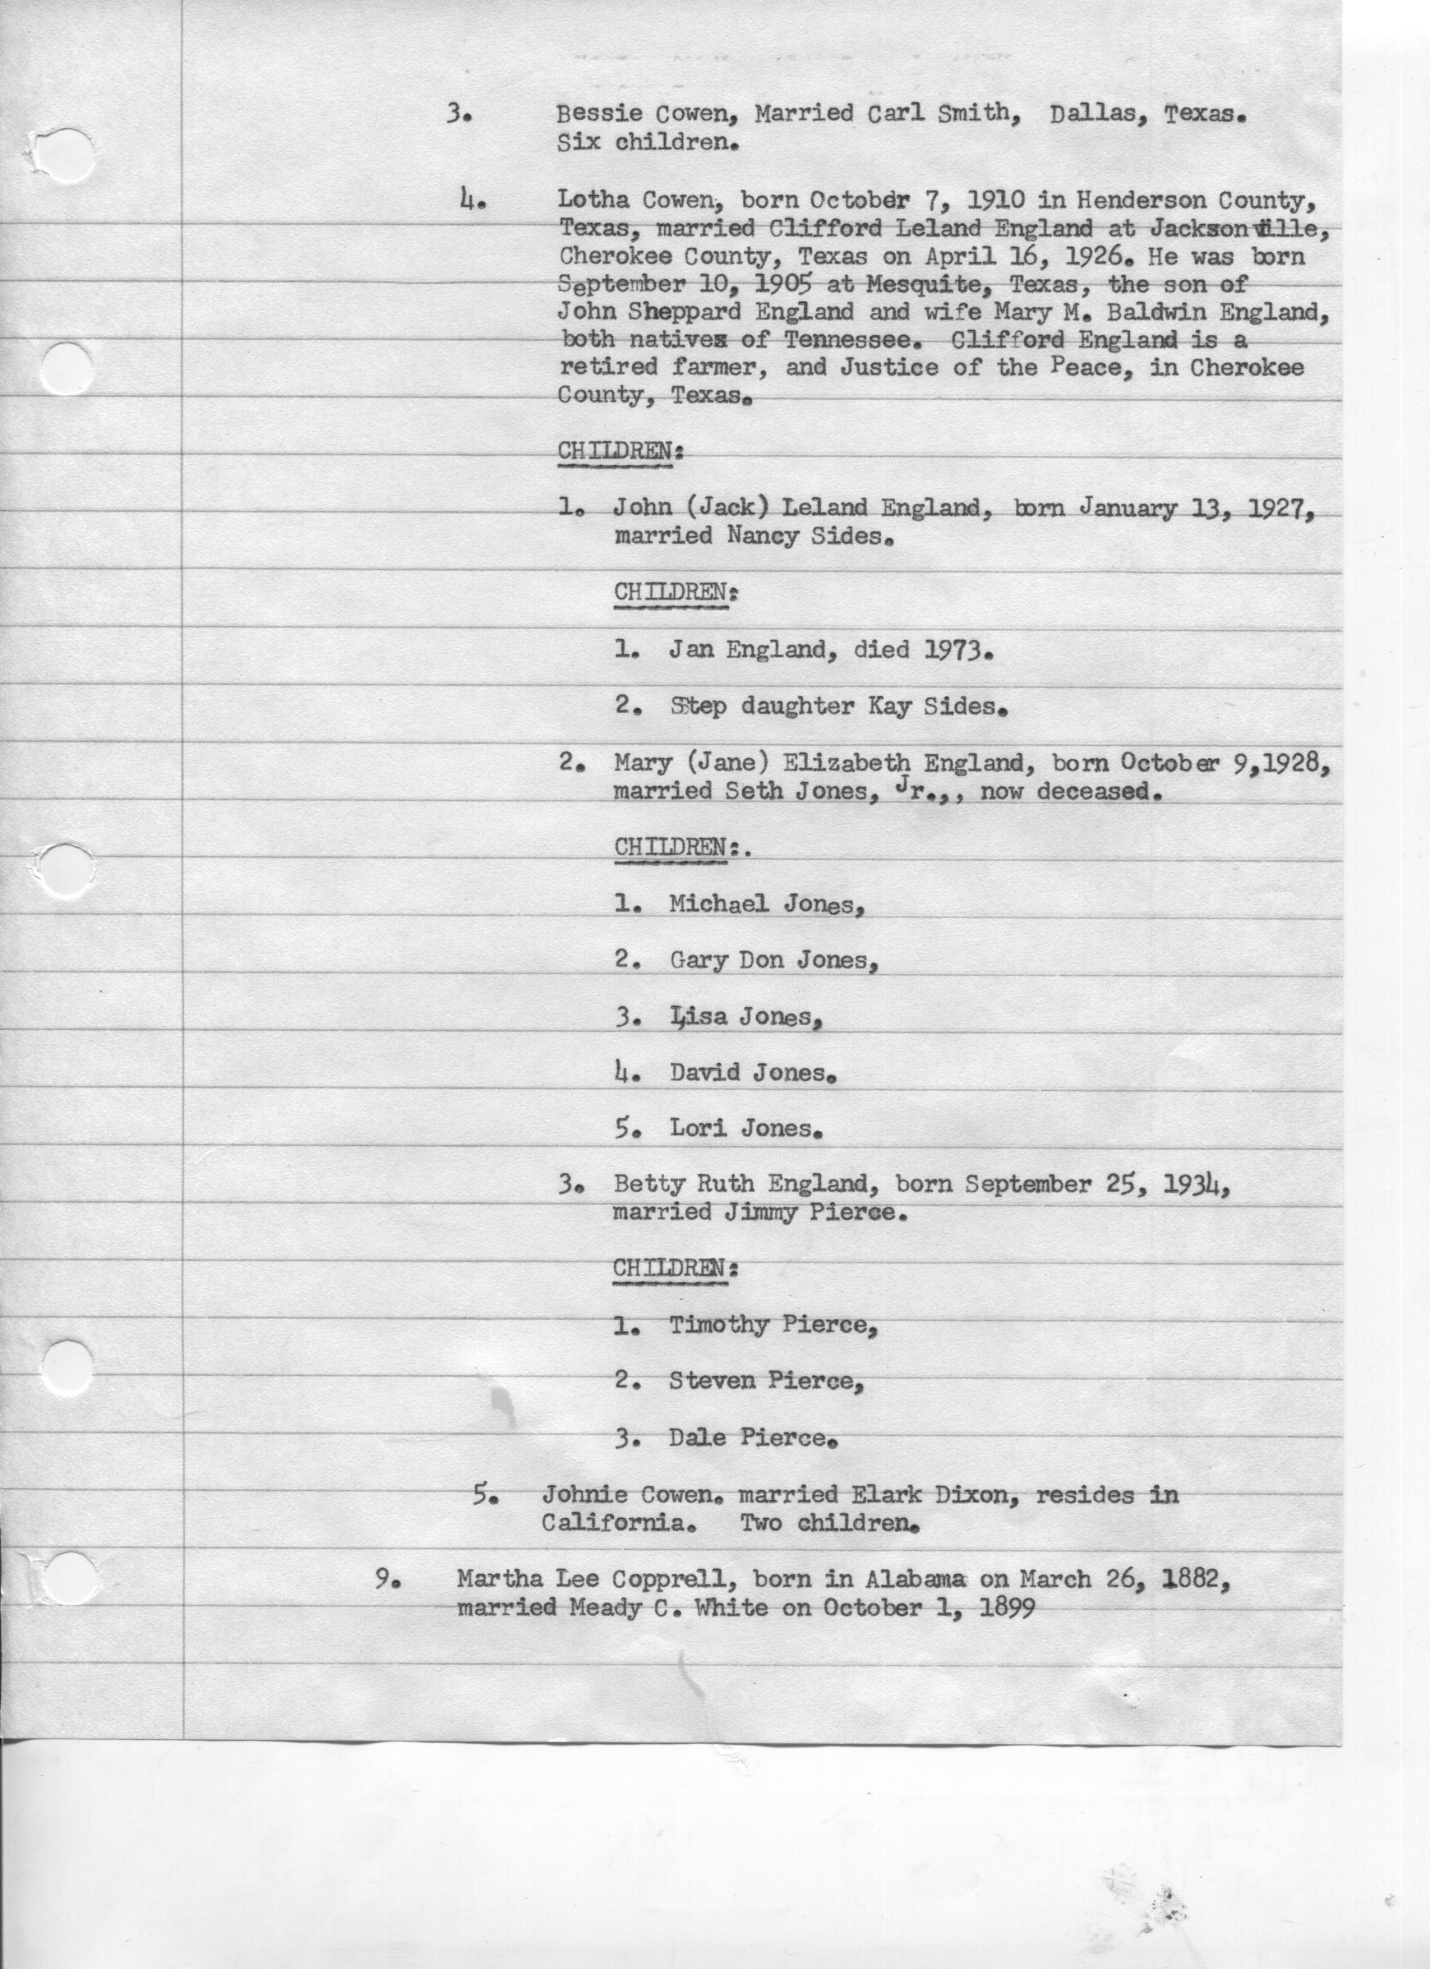 3. Bessie Cowen, Married Carl Smith, Dallas, Texas.
Six children.
4. Lotha Cowen, born October 7, 1910 in Henderson County,
Texas, married Clifford Leland England at Jacksonville,
Cherokee County, Texas on April 16, 1926. He was born
September 10, 1905 at Mesquite, Texas, the son of
John Sheppard England and wife Mary M. Baldwin England,
both natives of Tennessee. Clifford England is a
retired farmer, and Justice of the Peace, in Cherokee
County, Texas.
CHILDREN:
1. John (Jack) Leland England, born January 13, 1927,
married Nancy Sides.
CHILDREN:
1. Jan England, died 1973.
2. Step daughter Kay Sides.
2. Mary (Jane) Elizabeth England, born October 9,1928,
married Seth Jones, Jr.,, now deceased.
CHILDREN:.
1. Michael Jones,
2. Gary Don Jones,
3. Lisa Jones,
4. David Jones.
5. Lori Jones.
3. Betty Ruth England, born September 25, 1934,
married Jimmy Pierce.
CHILDREN:
1. Timothy Pierce,
2. Steven Pierce,
3. Dale Pierce.
5. Johnie Cowen. married Elark Dixon, resides in
California. Two children.
9. Martha Lee Copprell, born in Alabama on March 26, 1882,
married Meady C. White on October 1, 1899